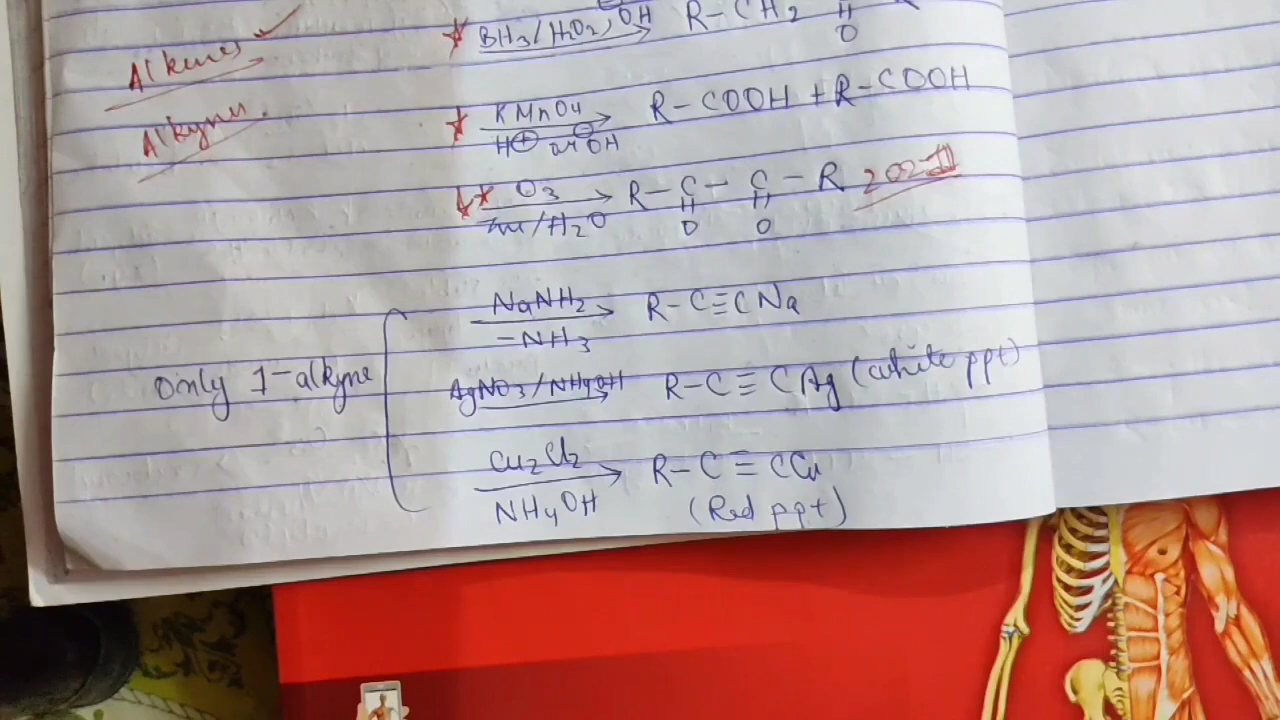 Alkenes
BH3/H2O2, OH R-CH2
H
O
Alkynes.
KMnO4 R-COOH + R-COOH
H⊕ or ⊖OH
O3 R-C-C-R 202
H H
/H2O O O
NaNH2 R-C≡CNa
-NH3
Only 1-alkyne AgNO3/NH4OH R-C≡CAg (white ppt)
Cu2Cl2 R-C≡CCu
NH4OH (Red ppt)